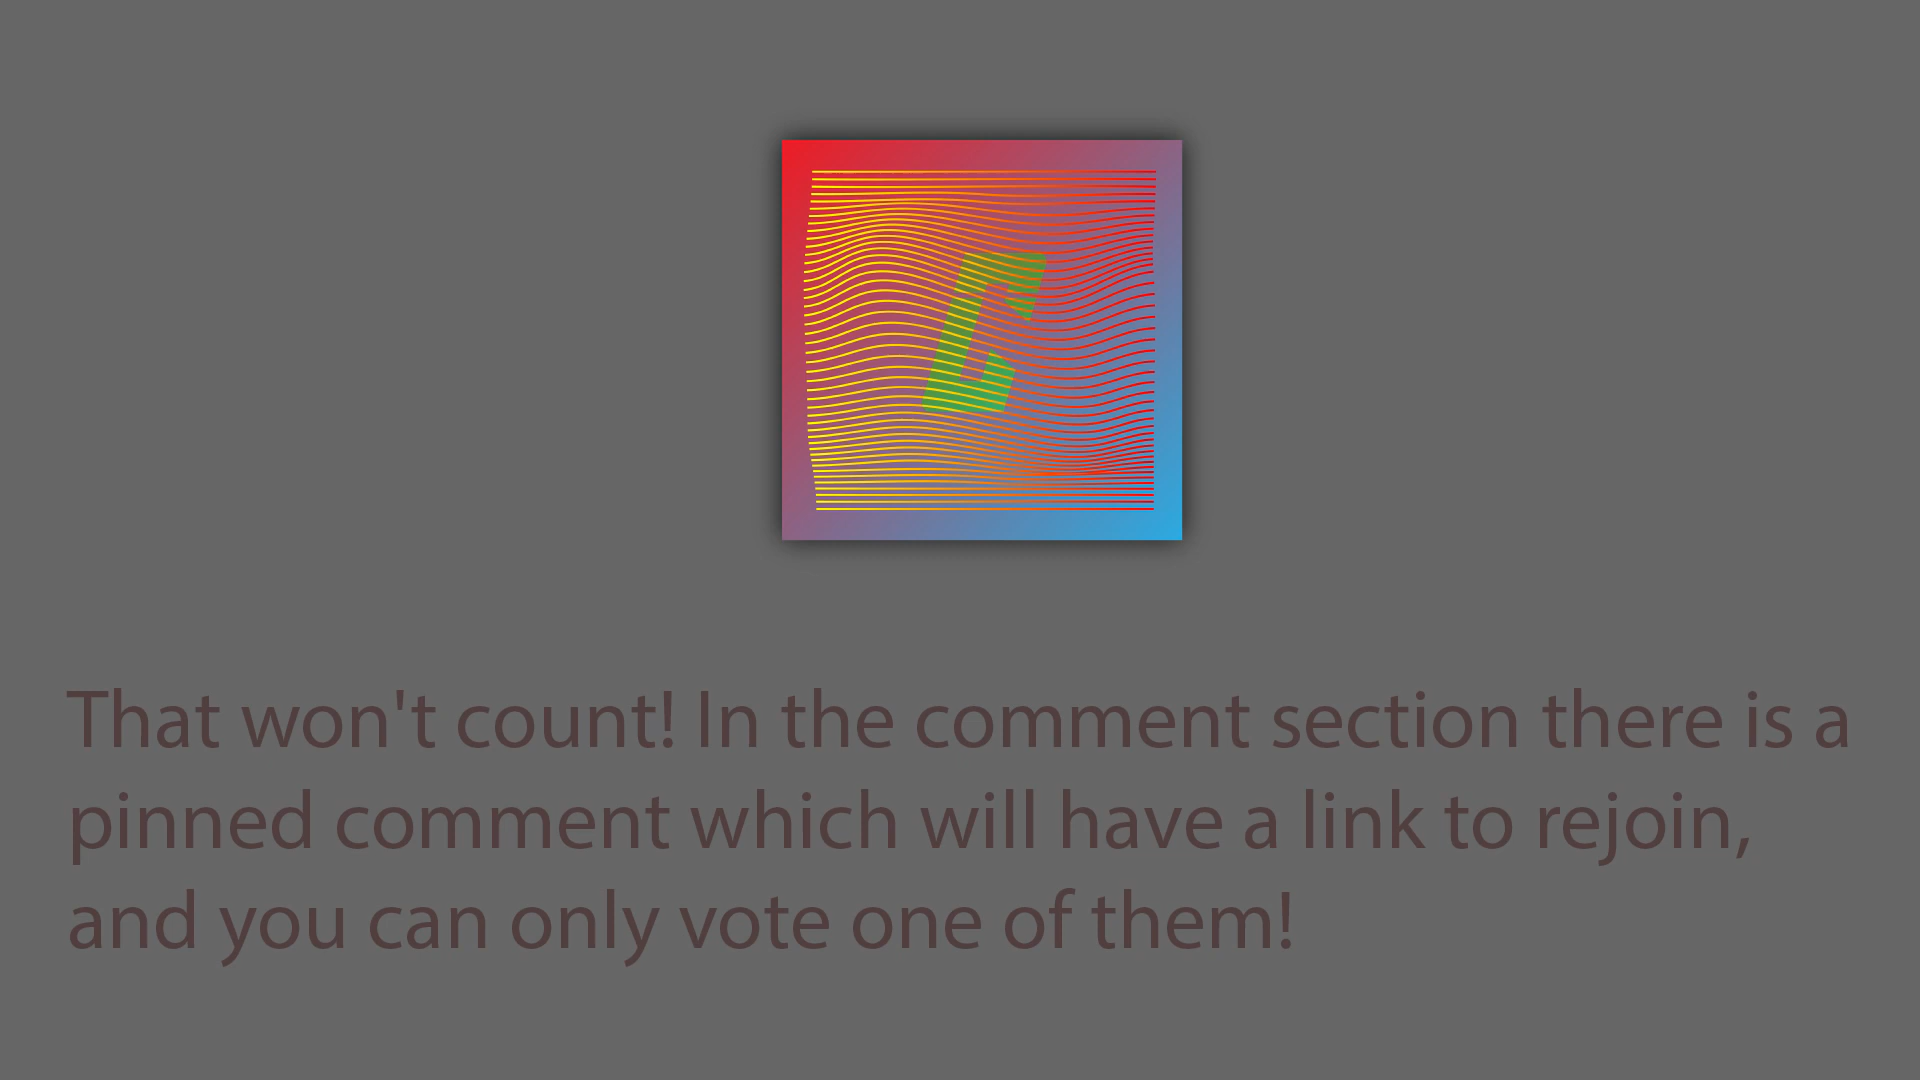 That won't count! In the comment section there is a
pinned comment which will have a link to rejoin,
and you can only vote one of them!